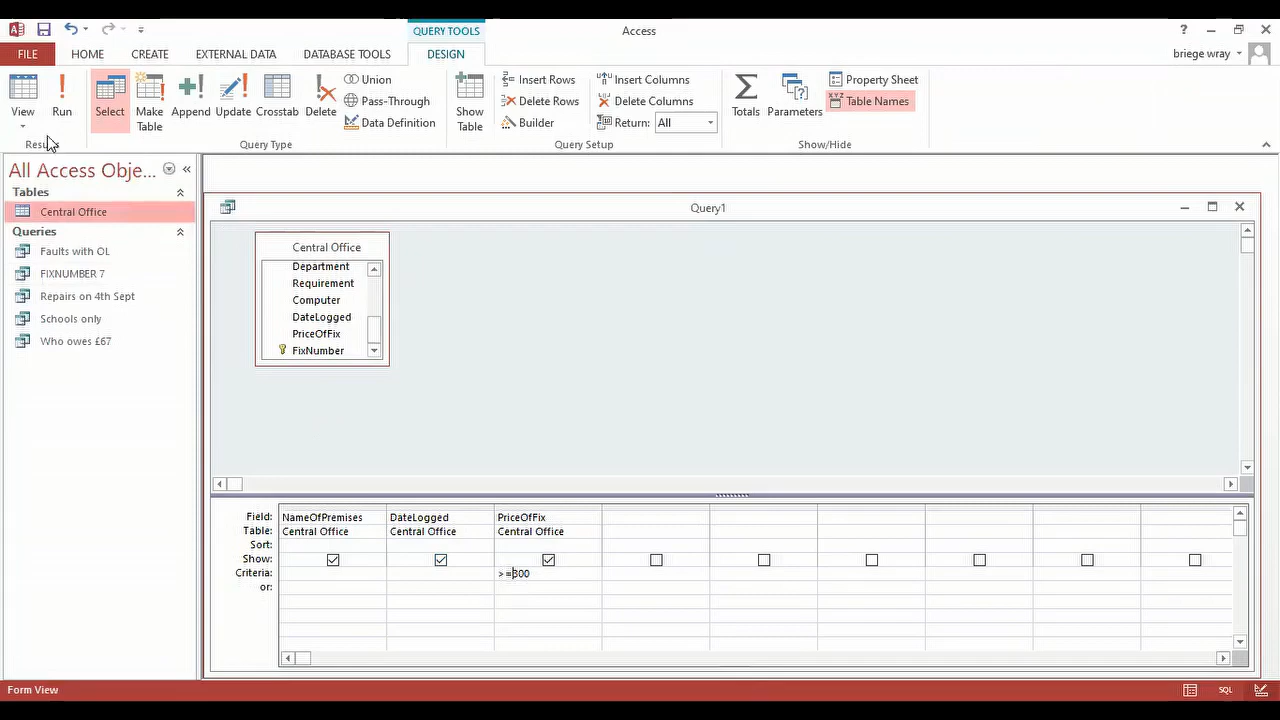 QUERY TOOLS
Access
?
FILE HOME CREATE EXTERNAL DATA DATABASE TOOLS DESIGN
briege wray
View
Run
Select
Make Table
Append
Update
Crosstab
Delete
Union
Pass-Through
Data Definition
Show Table
Insert Rows
Delete Rows
Builder
Insert Columns
Delete Columns
Return: All
Totals
Parameters
Property Sheet
Table Names
Results
Query Type
Query Setup
Show/Hide
All Access Obje...
Tables
Central Office
Queries
Faults with OL
FIXNUMBER 7
Repairs on 4th Sept
Schools only
Who owes £67
Query1
Central Office
Department
Requirement
Computer
DateLogged
PriceOfFix
FixNumber
Field: NameOfPremises DateLogged PriceOfFix
Table: Central Office Central Office Central Office
Sort:
Show:
Criteria: > =300
or:
Form View
SQL